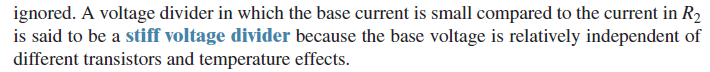 ignored. A voltage divider in which the base current is small compared to the current in R2
is said to be a stiff voltage divider because the base voltage is relatively independent of
different transistors and temperature effects.